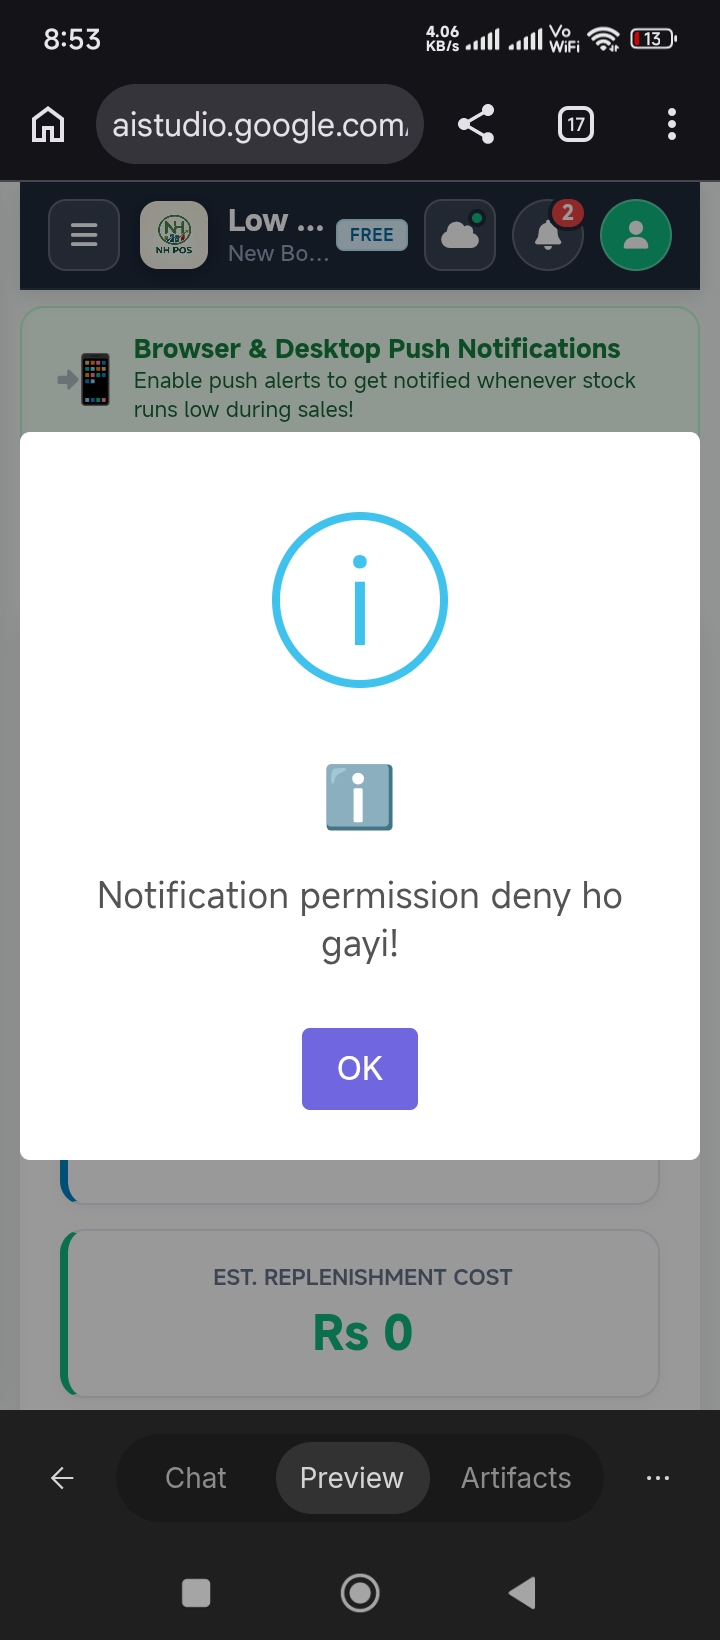 8:53
4.06
KB/s
Vo
WiFi
13
aistudio.google.com/
17
NH
NH POS
Low ...
New Bo...
FREE
2
Browser & Desktop Push Notifications
Enable push alerts to get notified whenever stock
runs low during sales!
Notification permission deny ho
gayi!
OK
EST. REPLENISHMENT COST
Rs 0
Chat
Preview
Artifacts